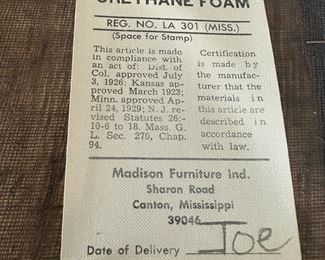 URETHANE FOAM
REG. NO. LA 301 (MISS.)
(Space for Stamp)
This article is made
in compliance with
an act of: Dist. of
Col. approved July
3, 1926: Kansas ap-
proved March 1923;
Minn. approved Ap-
ril 24, 1929; N.J. re-
vised Statutes 26:-
10-6 to 18. Mass. G.
L. Sec. 270, Chap.
94.
Certification
is made by
the manufac-
turer that the
materials in
this article are
described in
accordance
with law.
Madison Furniture Ind.
Sharon Road
Canton, Mississippi
39046
Date of Delivery Joe